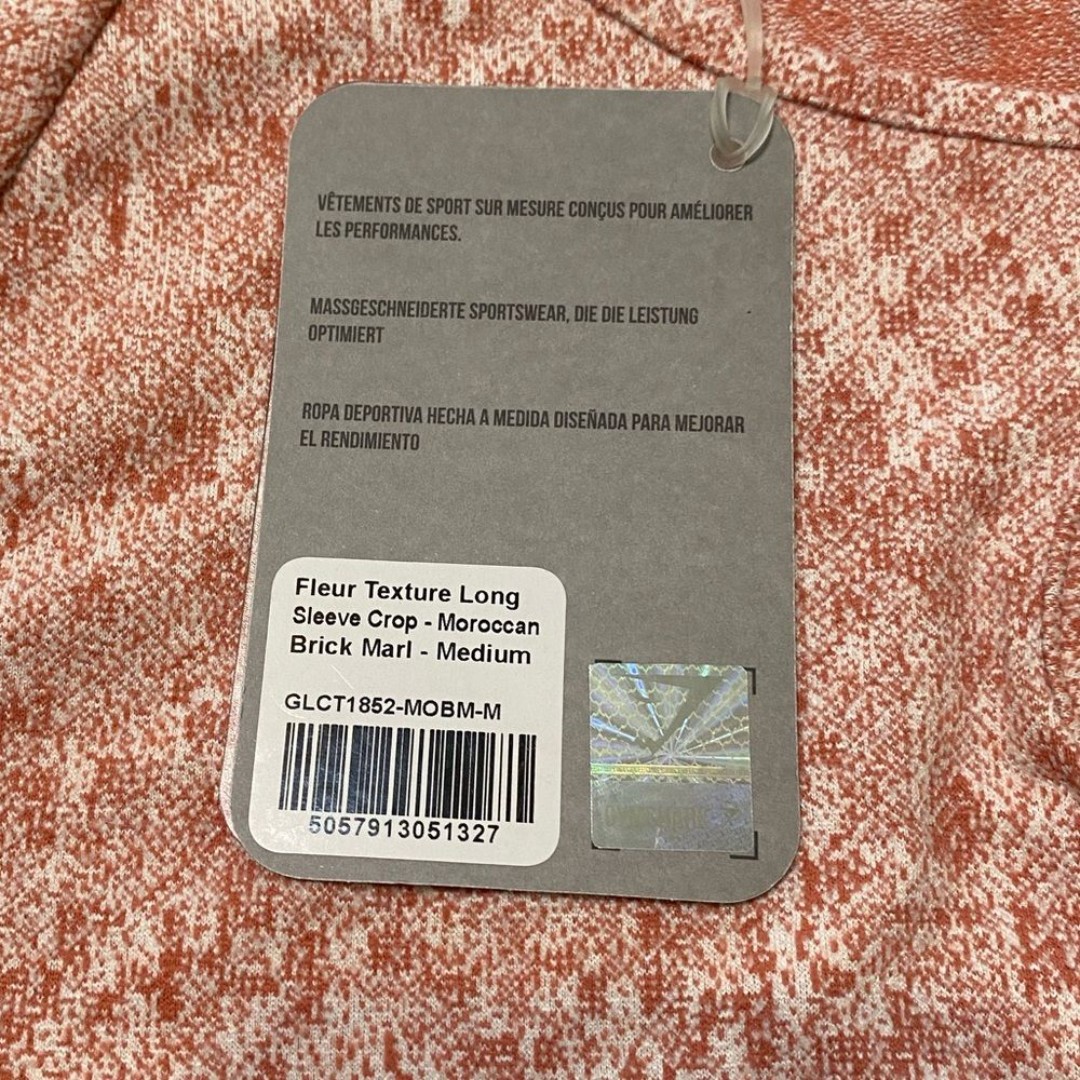 VÊTEMENTS DE SPORT SUR MESURE CONÇUS POUR AMÉLIORER
LES PERFORMANCES.
MASSGESCHNEIDERTE SPORTSWEAR, DIE DIE LEISTUNG
OPTIMIERT
ROPA DEPORTIVA HECHA A MEDIDA DISEÑADA PARA MEJORAR
EL RENDIMIENTO
Fleur Texture Long
Sleeve Crop - Moroccan
Brick Marl - Medium
GLCT1852-MOBM-M
5057913051327